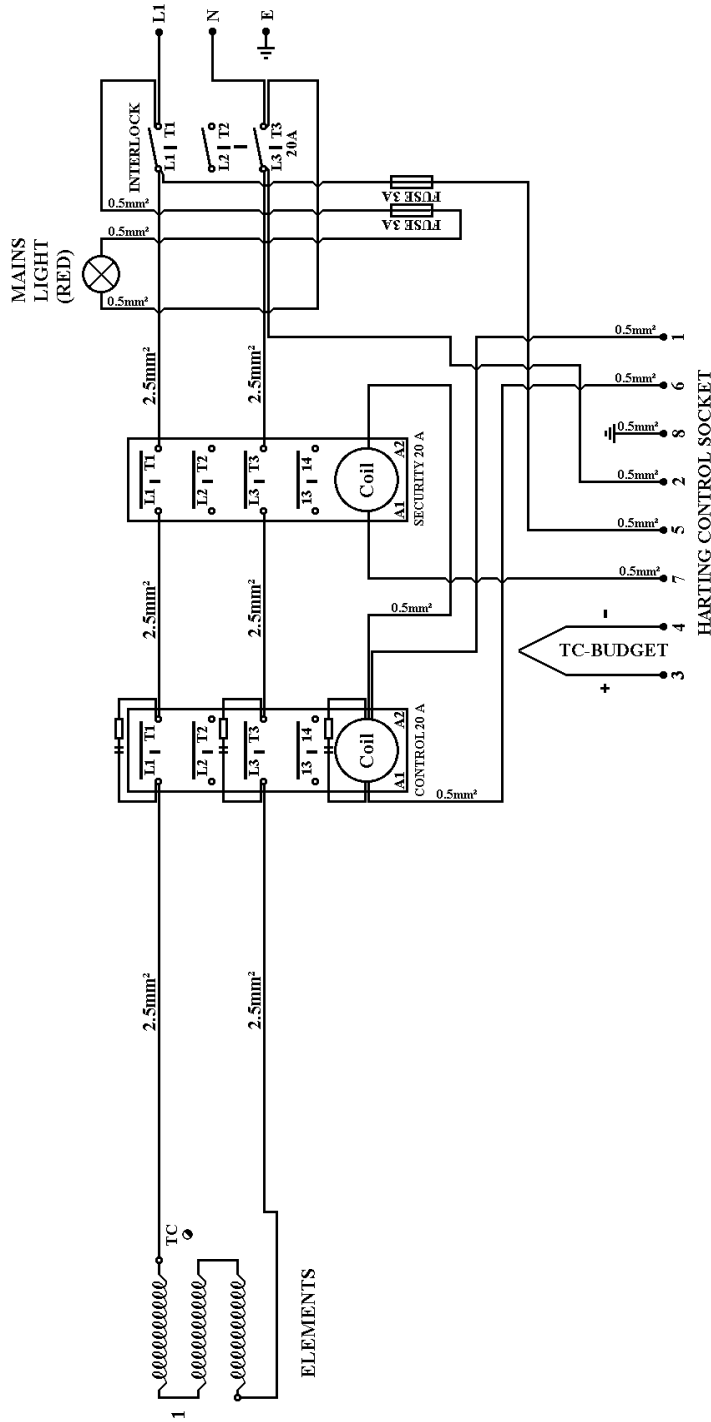 MAINS
LIGHT
(RED)
0.5mm²
0.5mm²
0.5mm²
INTERLOCK
L1 T1
L2 T2
L3 T3
20A
L1
N
E
FUSE 3A
FUSE 3A
2.5mm²
2.5mm²
L1 T1
L2 T2
L3 T3
13 14
Coil
A1 A2
SECURITY 20 A
2.5mm²
2.5mm²
L1 T1
L2 T2
L3 T3
13 14
Coil
A1 A2
CONTROL 20 A
0.5mm²
0.5mm²
2.5mm²
2.5mm²
1
TC
ELEMENTS
TC-BUDGET
+
-
0.5mm²
0.5mm²
0.5mm²
0.5mm²
0.5mm²
0.5mm²
3 4 7 5 2 8 6 1
HARTING CONTROL SOCKET